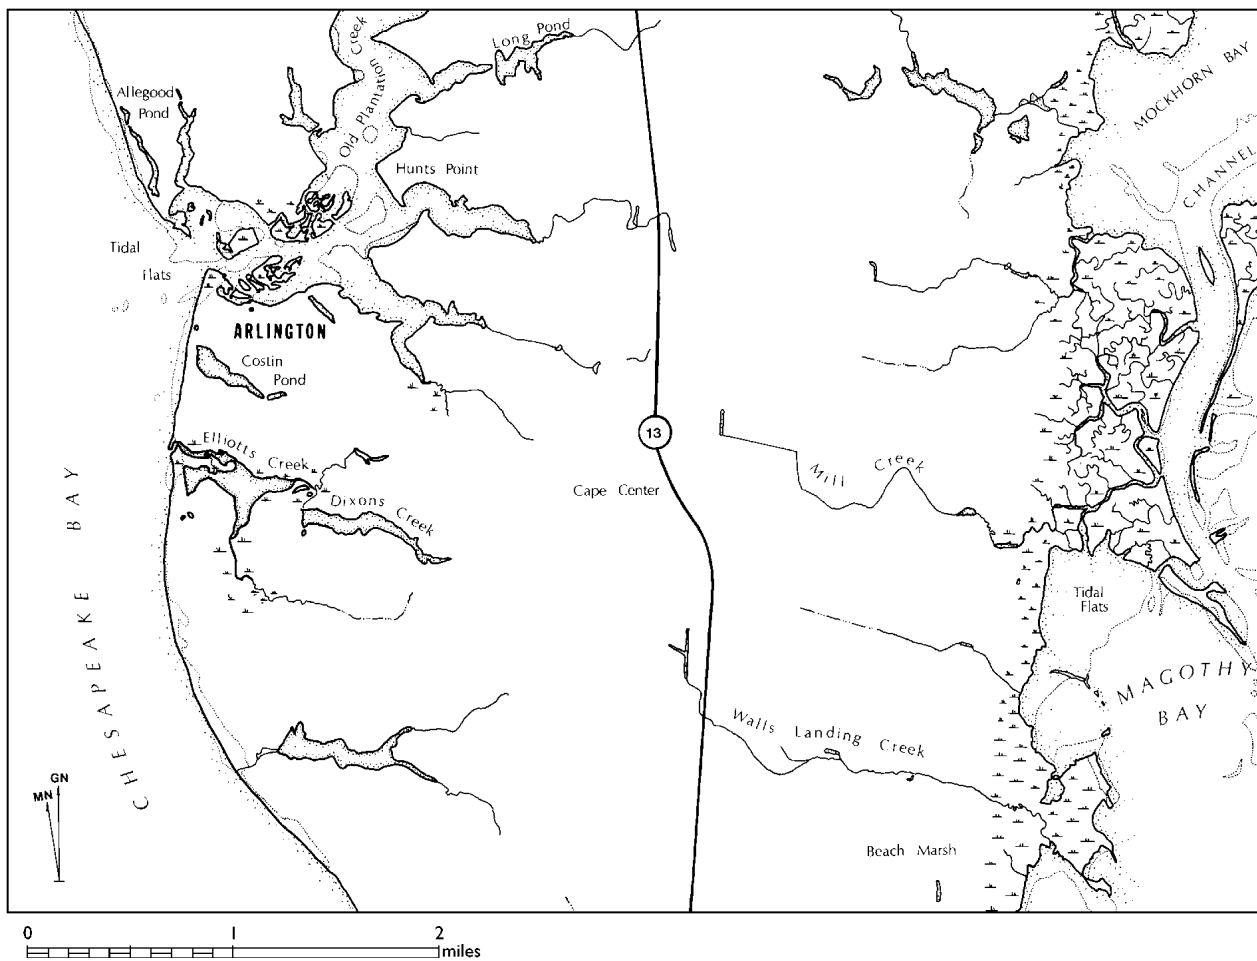 Long Pond
Old Plantation Creek
Allegood
Pond
MOCKHORN BAY
CHANNEL
Hunts Point
Tidal
Flats
ARLINGTON
Costin
Pond
13
Elliotts Creek
Dixons Creek
Cape Center
Mill Creek
CHESAPEAKE BAY
Tidal
Flats
MAGOTHY
BAY
Walls Landing Creek
GN
MN
Beach Marsh
0 1 2
miles